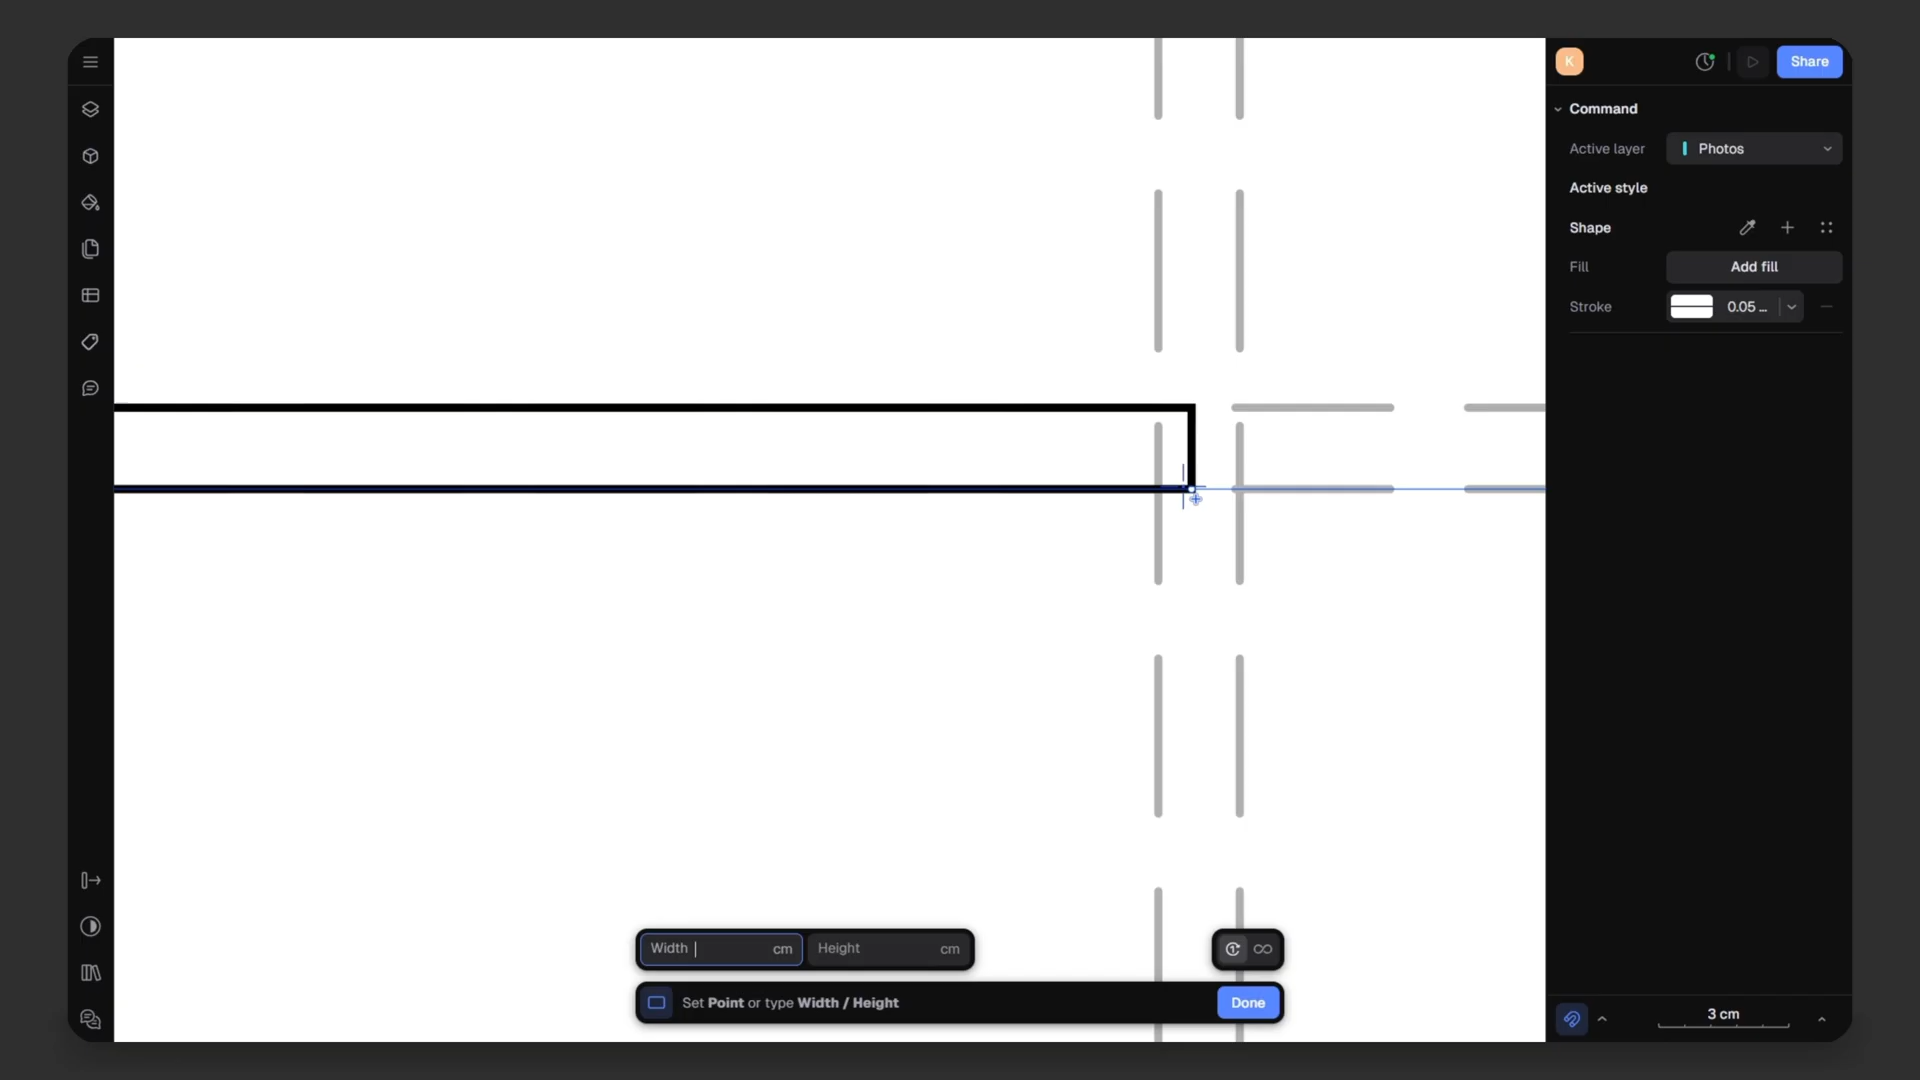 K
Share
Command
Active layer
Photos
Active style
Shape
Fill
Add fill
Stroke
0.05 ...
Width
cm
Height
cm
Set Point or type Width / Height
Done
3 cm